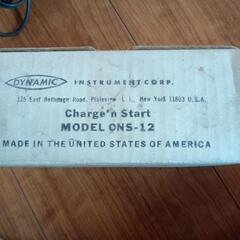 DYNAMIC INSTRUMENT CORP.
115 East Bethpage Road, Plainview L. I., New York 11803 U.S.A.
Charge'n Start
MODEL QNS-12
MADE IN THE UNITED STATES OF AMERICA